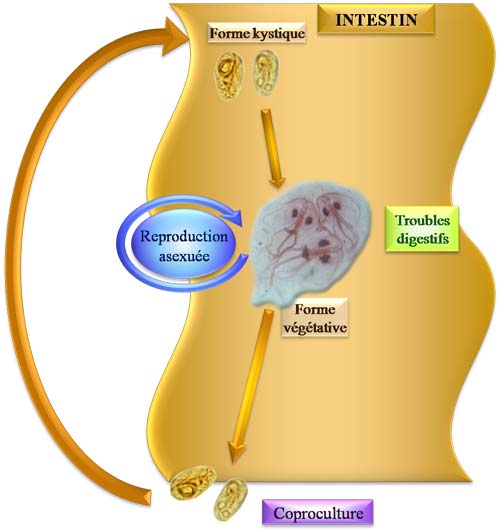 INTESTIN
Forme kystique
Reproduction
asexuée
Troubles
digestifs
Forme
végétative
Coproculture